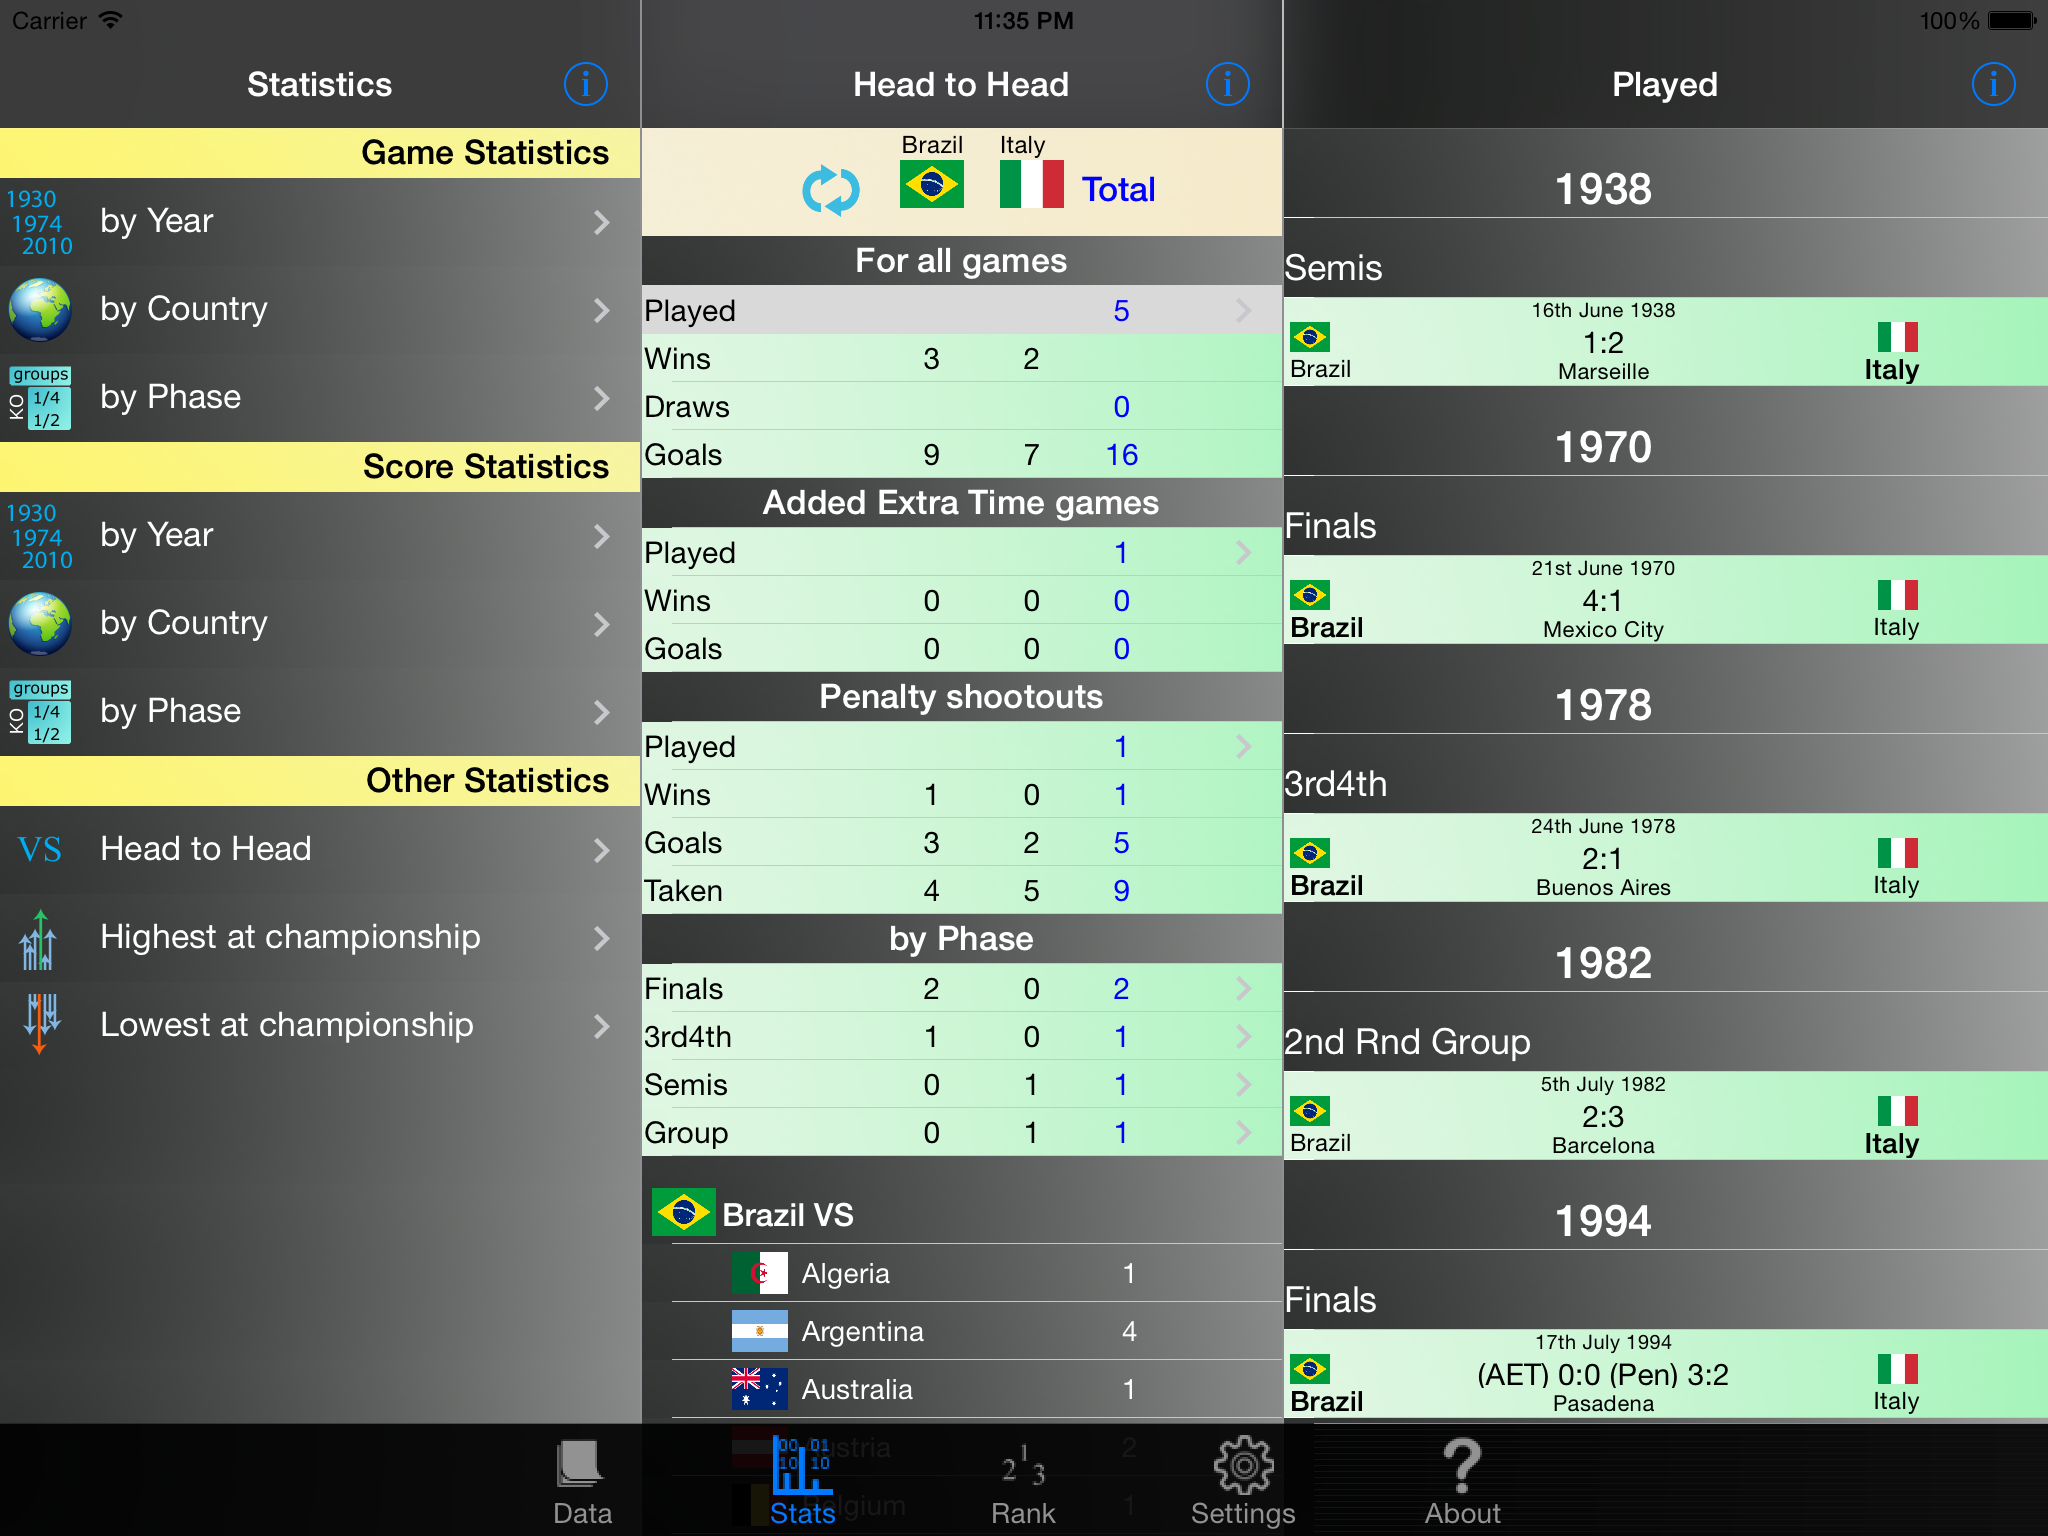 Carrier
11:35 PM
100%
Statistics
Game Statistics
1930
1974
2010
by Year
by Country
groups
KO
1/4
1/2
by Phase
Score Statistics
1930
1974
2010
by Year
by Country
groups
KO
1/4
1/2
by Phase
Other Statistics
VS Head to Head
Highest at championship
Lowest at championship
Head to Head
Brazil Italy
Total
For all games
Played 5
Wins 3 2
Draws 0
Goals 9 7 16
Added Extra Time games
Played 1
Wins 0 0 0
Goals 0 0 0
Penalty shootouts
Played 1
Wins 1 0 1
Goals 3 2 5
Taken 4 5 9
by Phase
Finals 2 0 2
3rd4th 1 0 1
Semis 0 1 1
Group 0 1 1
Brazil VS
Algeria 1
Argentina 4
Australia 1
Austria 2
Belgium 1
Played
1938
Semis
16th June 1938
1:2
Marseille
Brazil Italy
1970
Finals
21st June 1970
4:1
Mexico City
Brazil Italy
1978
3rd4th
24th June 1978
2:1
Buenos Aires
Brazil Italy
1982
2nd Rnd Group
5th July 1982
2:3
Barcelona
Brazil Italy
1994
Finals
17th July 1994
(AET) 0:0 (Pen) 3:2
Pasadena
Brazil Italy
00 01
10 10
2 1 3
Data Stats Rank Settings About